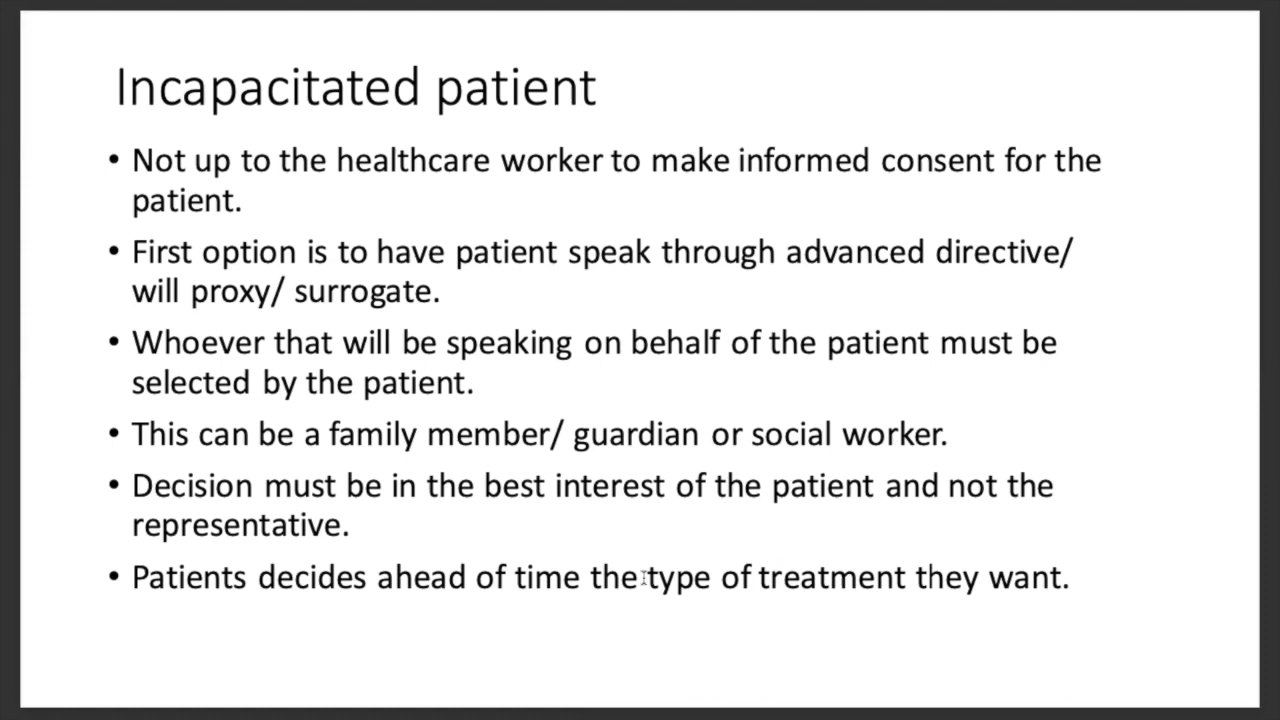 Incapacitated patient
• Not up to the healthcare worker to make informed consent for the
patient.
• First option is to have patient speak through advanced directive/
will proxy/ surrogate.
• Whoever that will be speaking on behalf of the patient must be
selected by the patient.
• This can be a family member/ guardian or social worker.
• Decision must be in the best interest of the patient and not the
representative.
• Patients decides ahead of time the type of treatment they want.